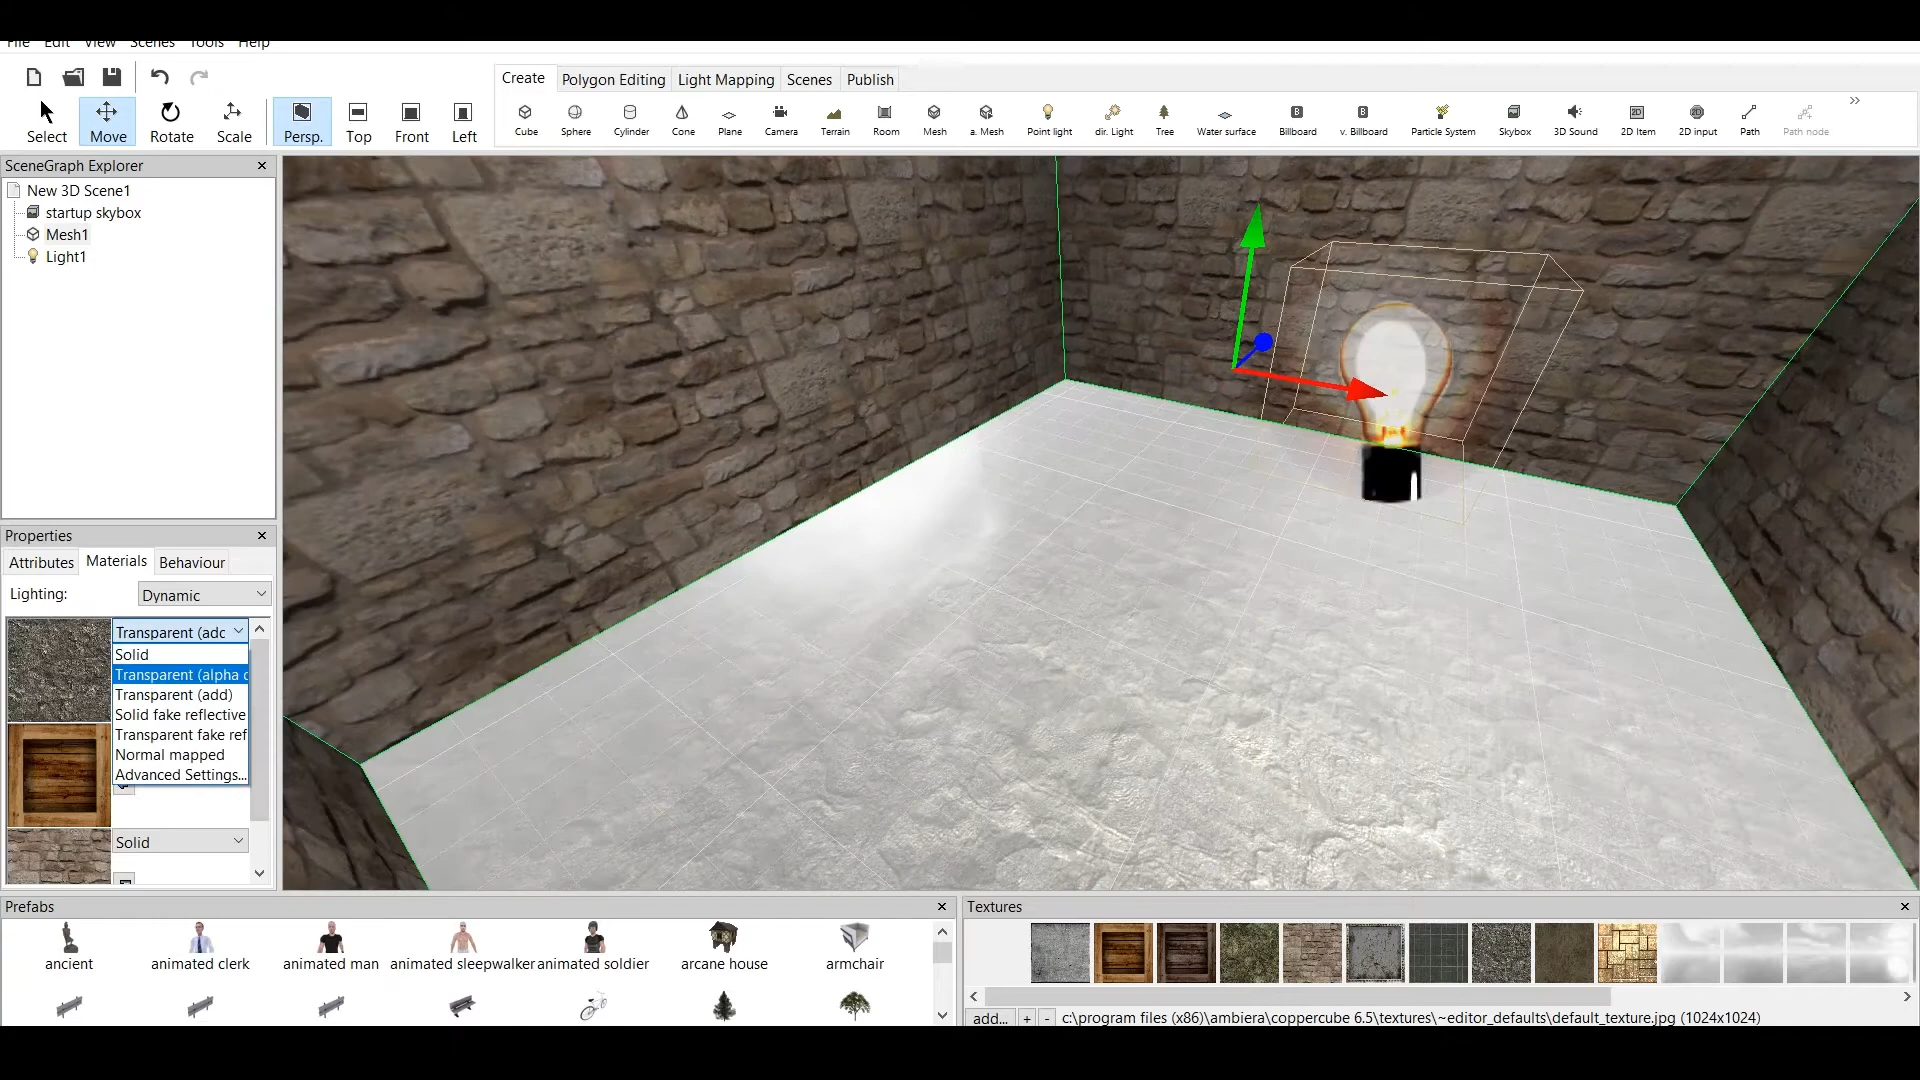 File Edit View Scenes Tools Help
Create Polygon Editing Light Mapping Scenes Publish
Select Move Rotate Scale Persp. Top Front Left
Cube Sphere Cylinder Cone Plane Camera Terrain Room Mesh a. Mesh Point light dir. Light Tree Water surface Billboard v. Billboard Particle System Skybox 3D Sound 2D Item 2D input Path Path node
SceneGraph Explorer
New 3D Scene1
startup skybox
Mesh1
Light1
Properties
Attributes Materials Behaviour
Lighting: Dynamic
Transparent (adc
Solid
Transparent (alpha c
Transparent (add)
Solid fake reflective
Transparent fake ref
Normal mapped
Advanced Settings...
Solid
Prefabs
ancient animated clerk animated man animated sleepwalker animated soldier arcane house armchair
Textures
add... + - c:\program files (x86)\ambiera\coppercube 6.5\textures\~editor_defaults\default_texture.jpg (1024x1024)